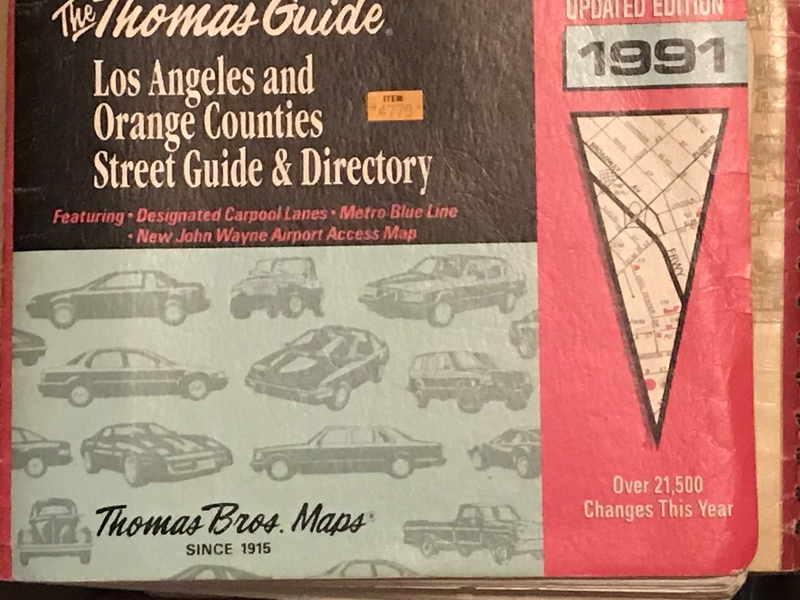 The Thomas Guide®
Los Angeles and
Orange Counties
Street Guide & Directory
Featuring • Designated Carpool Lanes • Metro Blue Line
• New John Wayne Airport Access Map
ITEM
4779
UPDATED EDITION
1991
FRWY
Over 21,500
Changes This Year
Thomas Bros. Maps®
SINCE 1915